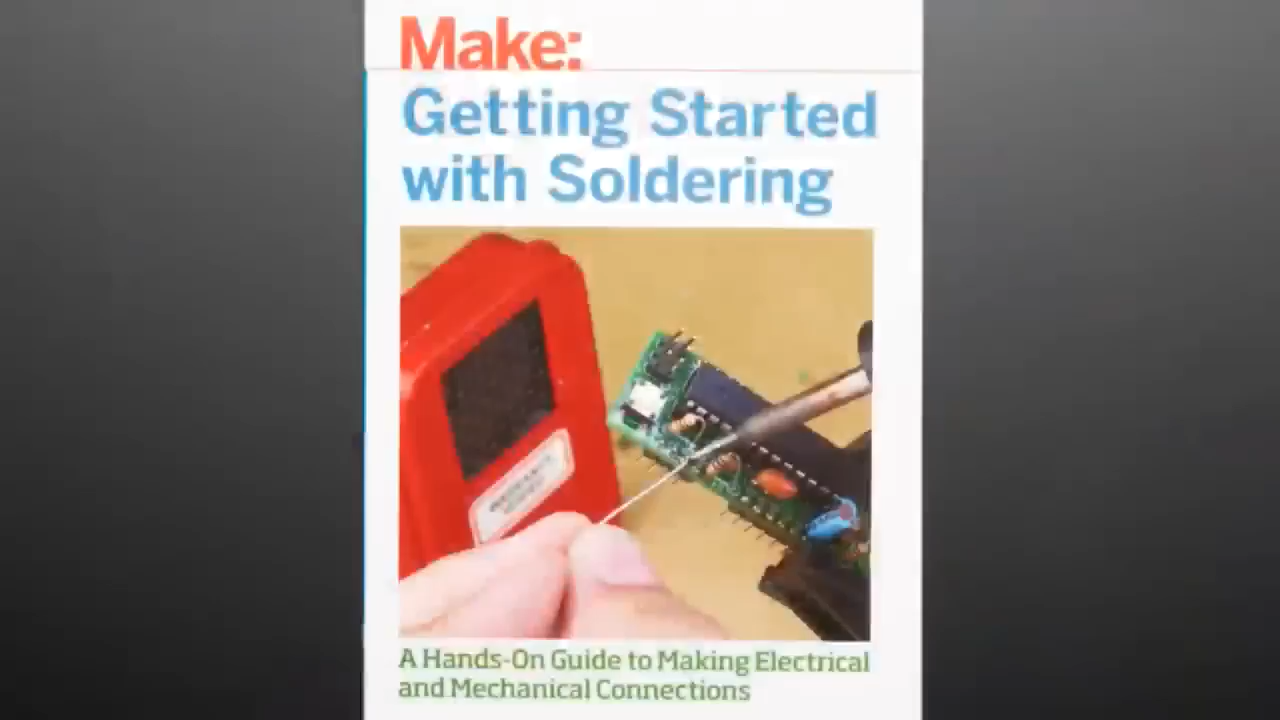 Make:
Getting Started
with Soldering
A Hands-On Guide to Making Electrical
and Mechanical Connections